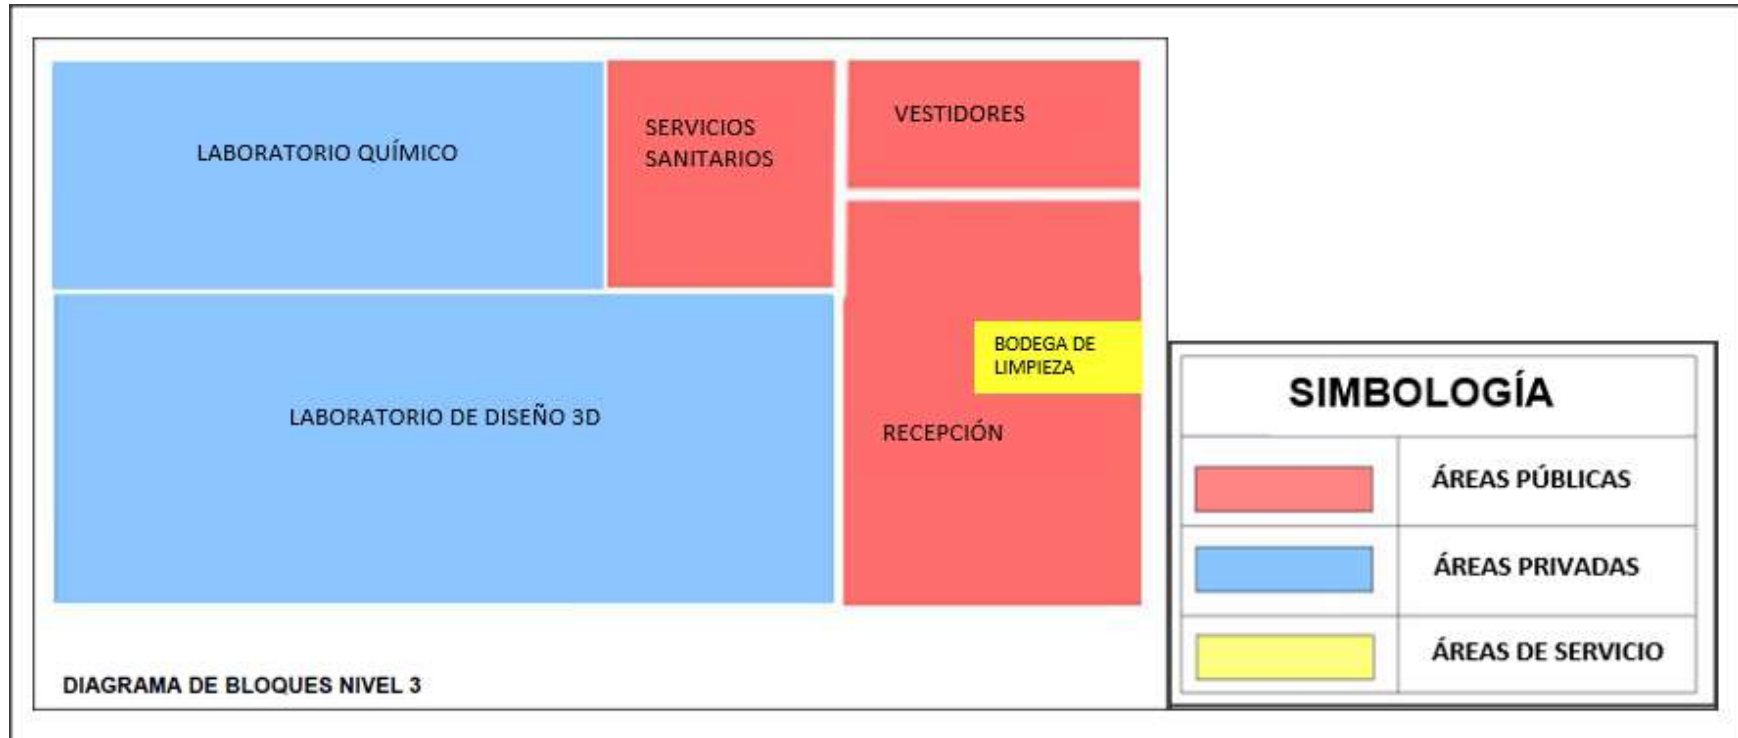 LABORATORIO QUÍMICO
SERVICIOS
SANITARIOS
VESTIDORES
BODEGA DE
LIMPIEZA
LABORATORIO DE DISEÑO 3D
RECEPCIÓN
DIAGRAMA DE BLOQUES NIVEL 3
SIMBOLOGÍA
ÁREAS PÚBLICAS
ÁREAS PRIVADAS
ÁREAS DE SERVICIO